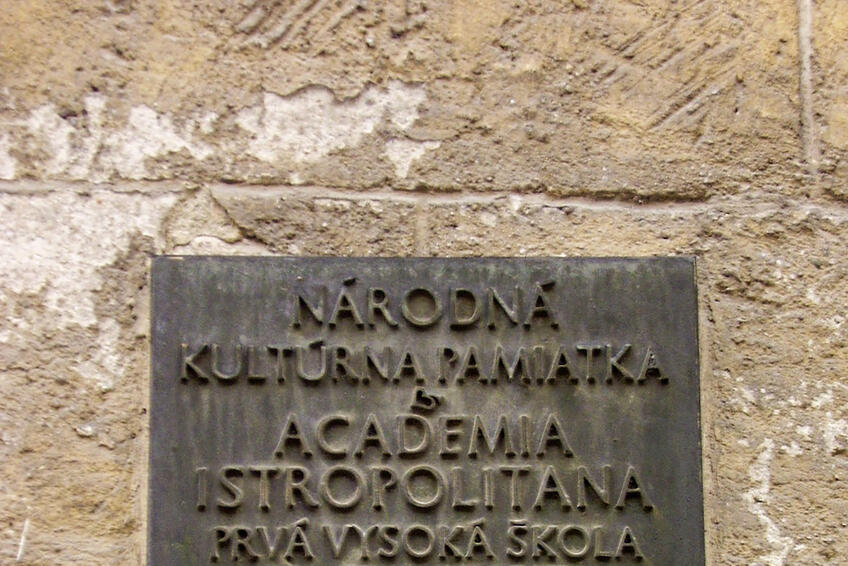 NÁRODNÁ
KULTÚRNA PAMIATKA
ACADEMIA
ISTROPOLITANA
PRVÁ VYSOKÁ ŠKOLA